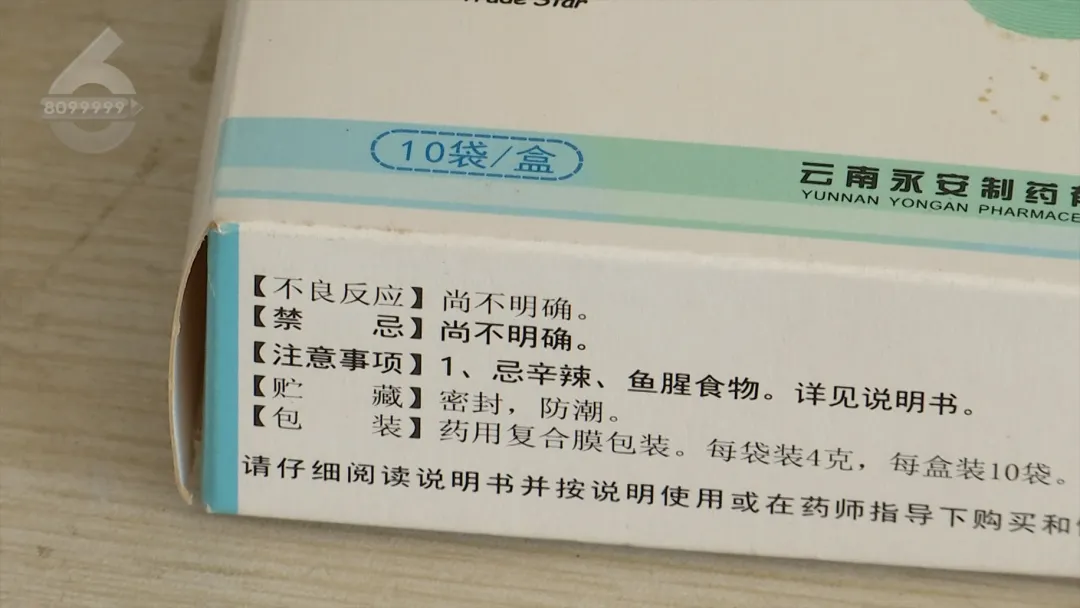 Trade Star
8099999
10袋/盒
云南永安制药
YUNNAN YONGAN PHARMACE
【不良反应】尚不明确。
【禁 忌】尚不明确。
【注意事项】1、忌辛辣、鱼腥食物。详见说明书。
【贮 藏】密封，防潮。
【包 装】药用复合膜包装。每袋装4克，每盒装10袋。
请仔细阅读说明书并按说明使用或在药师指导下购买和